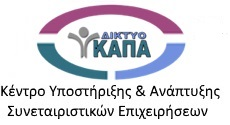 ΔΙΚΤΥΟ
ΚΑΠΑ
Κέντρο Υποστήριξης & Ανάπτυξης
Συνεταιριστικών Επιχειρήσεων